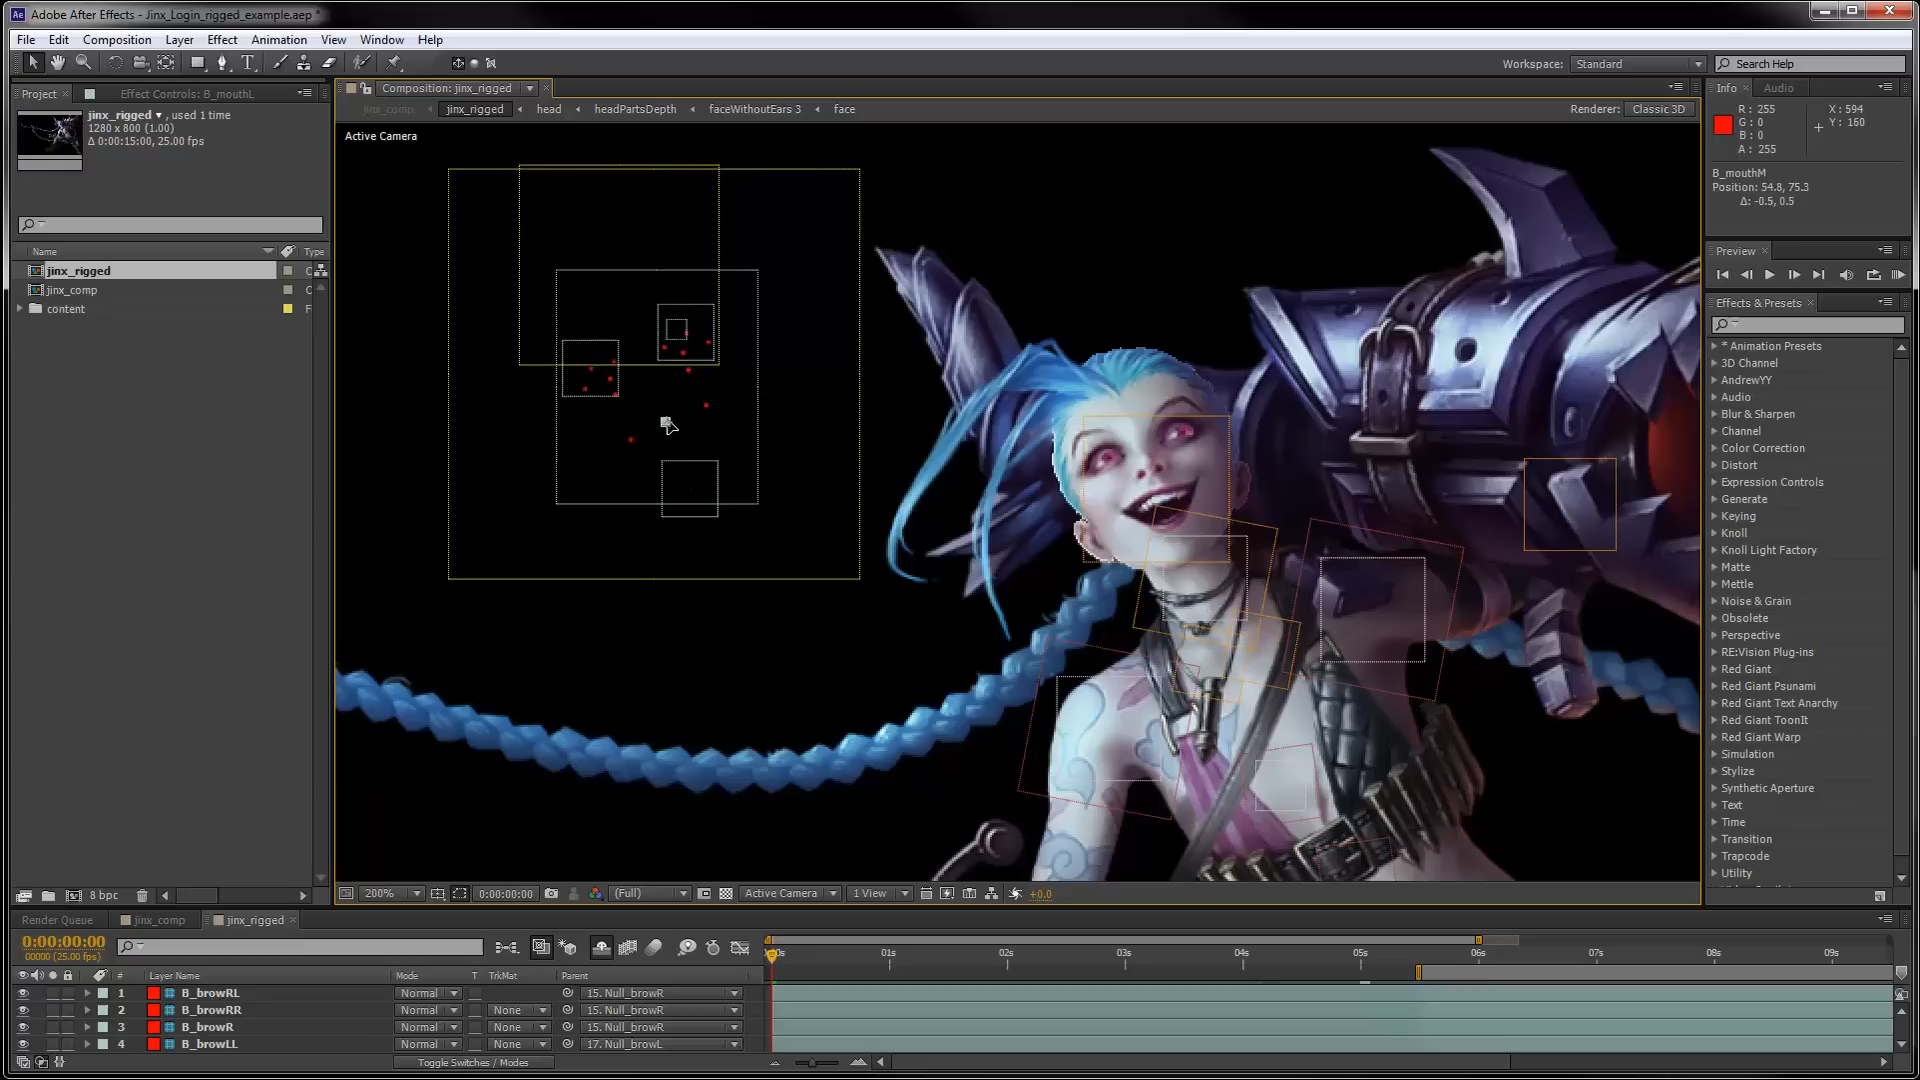 Ae Adobe After Effects - Jinx_Login_rigged_example.aep *
File Edit Composition Layer Effect Animation View Window Help
Workspace: Standard Search Help
Project Effect Controls: B_mouthL
Composition: jinx_rigged
Info Audio
jinx_comp jinx_rigged head headPartsDepth faceWithoutEars 3 face Renderer: Classic 3D
jinx_rigged , used 1 time
1280 x 800 (1.00)
Δ 0:00:15:00, 25.00 fps
Active Camera
R : 255 X : 594
G : 0 Y : 160
B : 0
A : 255
B_mouthM
Position: 54.8, 75.3
Δ: -0.5, 0.5
Name Type
jinx_rigged
jinx_comp
content
Preview
Effects & Presets
* Animation Presets
3D Channel
AndrewYY
Audio
Blur & Sharpen
Channel
Color Correction
Distort
Expression Controls
Generate
Keying
Knoll
Knoll Light Factory
Matte
Mettle
Noise & Grain
Obsolete
Perspective
RE:Vision Plug-ins
Red Giant
Red Giant Psunami
Red Giant Text Anarchy
Red Giant ToonIt
Red Giant Warp
Simulation
Stylize
Synthetic Aperture
Text
Time
Transition
Trapcode
Utility
8 bpc
200% 0:00:00:00 (Full) Active Camera 1 View +0.0
Render Queue jinx_comp jinx_rigged
0:00:00:00
00000 (25.00 fps)
01s 02s 03s 04s 05s 06s 07s 08s 09s
# Layer Name Mode T TrkMat Parent
1 B_browRL Normal 15. Null_browR
2 B_browRR Normal None 15. Null_browR
3 B_browR Normal None 15. Null_browR
4 B_browLL Normal None 17. Null_browL
Toggle Switches / Modes